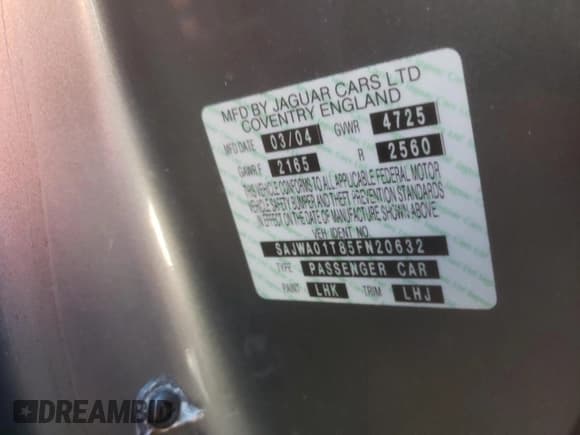 MFD BY JAGUAR CARS LTD
COVENTRY ENGLAND
MFD DATE 03/04 GVWR 4725
GAWR F 2165 R 2560
THIS VEHICLE CONFORMS TO ALL APPLICABLE FEDERAL MOTOR
VEHICLE SAFETY BUMPER AND THEFT PREVENTION STANDARDS
IN EFFECT ON THE DATE OF MANUFACTURE SHOWN ABOVE.
VEH IDENT NO.
SAJWA01T85FN20632
TYPE PASSENGER CAR
PAINT LHK TRIM LHJ
DREAMBID